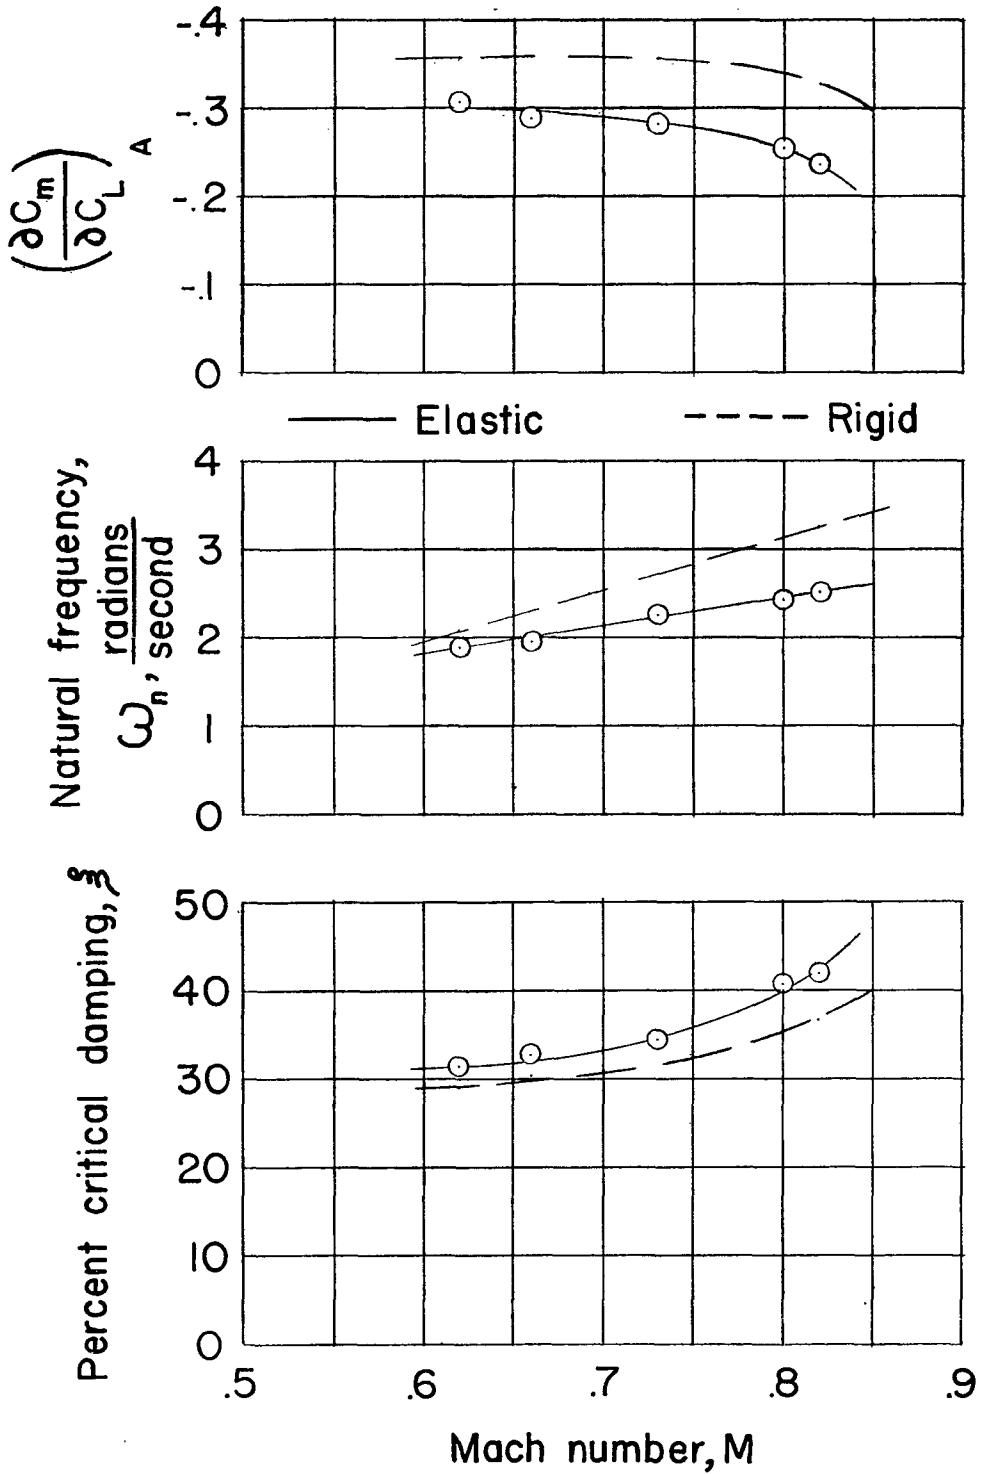 -.4
-.3
-.2
-.1
0
(∂Cm/∂CL)A
Elastic
Rigid
4
3
2
1
0
Natural frequency,
ωn, radians/second
50
40
30
20
10
0
Percent critical damping, ξ
.5 .6 .7 .8 .9
Mach number, M